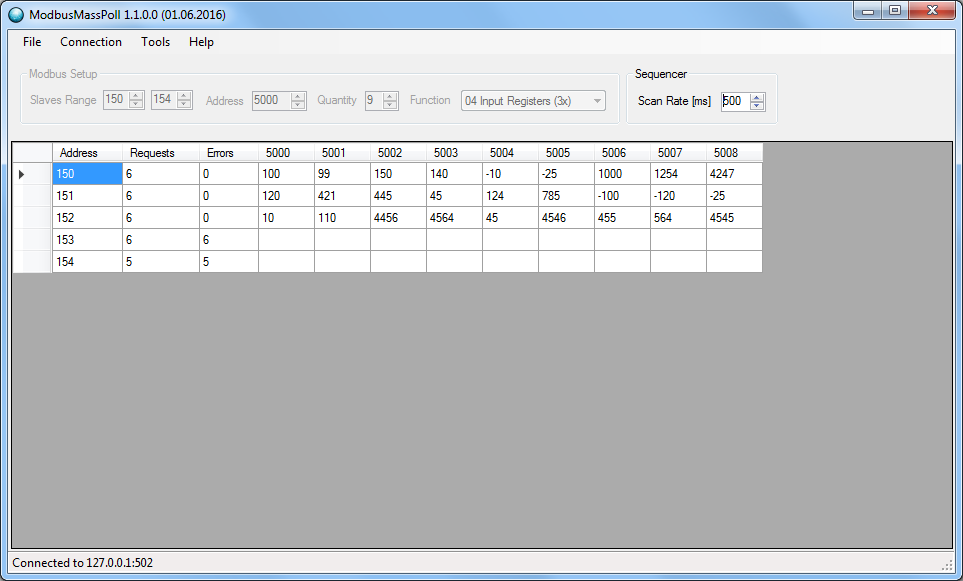 ModbusMassPoll 1.1.0.0 (01.06.2016)
File Connection Tools Help
Modbus Setup Sequencer
Slaves Range 150 154 Address 5000 Quantity 9 Function 04 Input Registers (3x) Scan Rate [ms] 500
Address Requests Errors 5000 5001 5002 5003 5004 5005 5006 5007 5008
150 6 0 100 99 150 140 -10 -25 1000 1254 4247
151 6 0 120 421 445 45 124 785 -100 -120 -25
152 6 0 10 110 4456 4564 45 4546 455 564 4545
153 6 6
154 5 5
Connected to 127.0.0.1:502